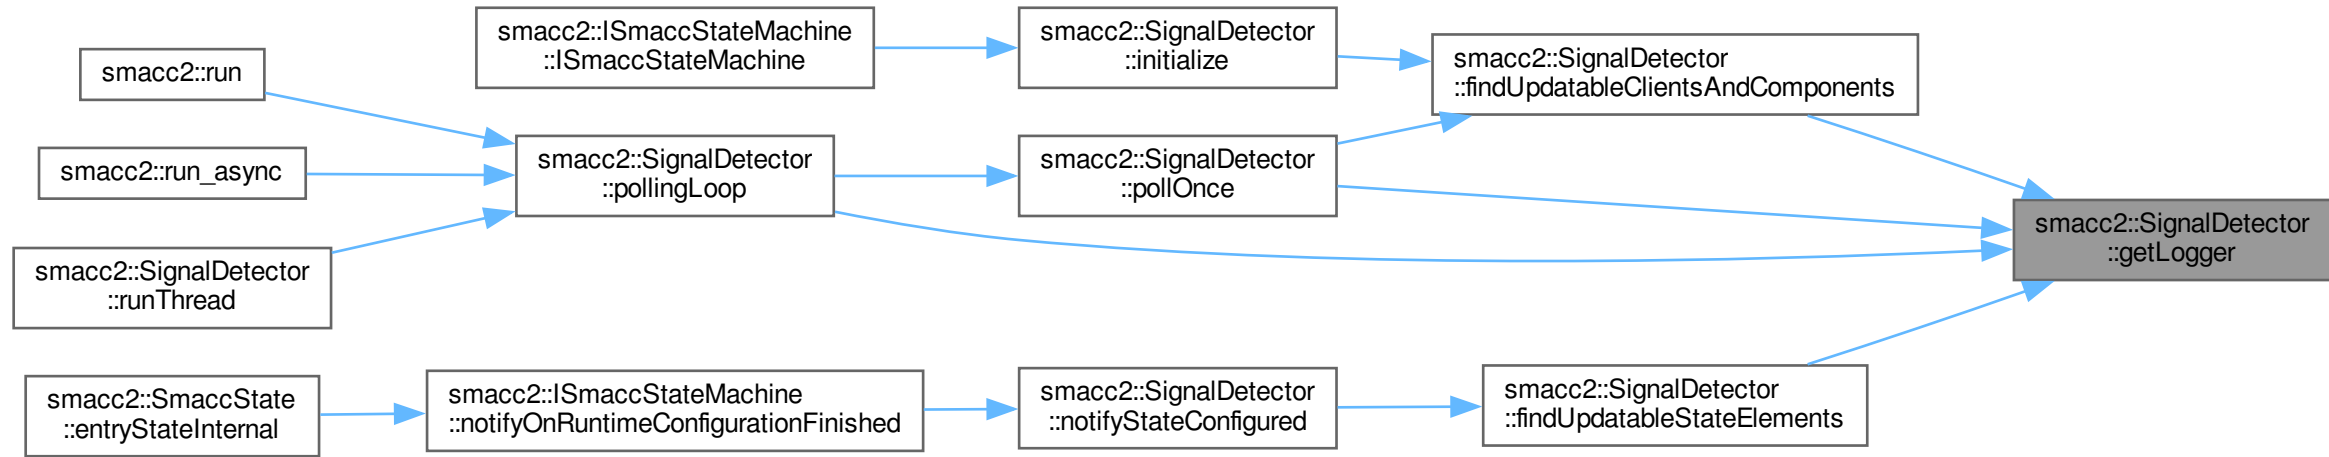 smacc2::run
smacc2::run_async
smacc2::SignalDetector
::runThread
smacc2::SmaccState
::entryStateInternal
smacc2::ISmaccStateMachine
::ISmaccStateMachine
smacc2::SignalDetector
::pollingLoop
smacc2::ISmaccStateMachine
::notifyOnRuntimeConfigurationFinished
smacc2::SignalDetector
::initialize
smacc2::SignalDetector
::pollOnce
smacc2::SignalDetector
::notifyStateConfigured
smacc2::SignalDetector
::findUpdatableClientsAndComponents
smacc2::SignalDetector
::findUpdatableStateElements
smacc2::SignalDetector
::getLogger